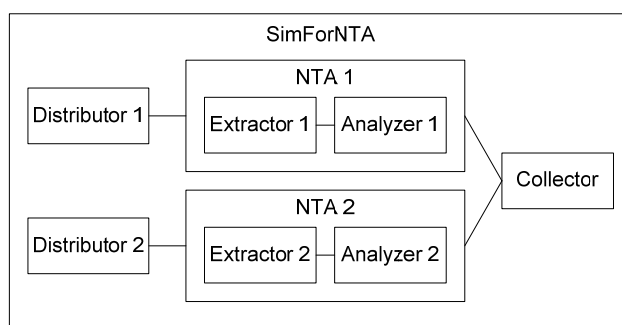 SimForNTA
NTA 1
Distributor 1
Extractor 1
Analyzer 1
Collector
NTA 2
Distributor 2
Extractor 2
Analyzer 2